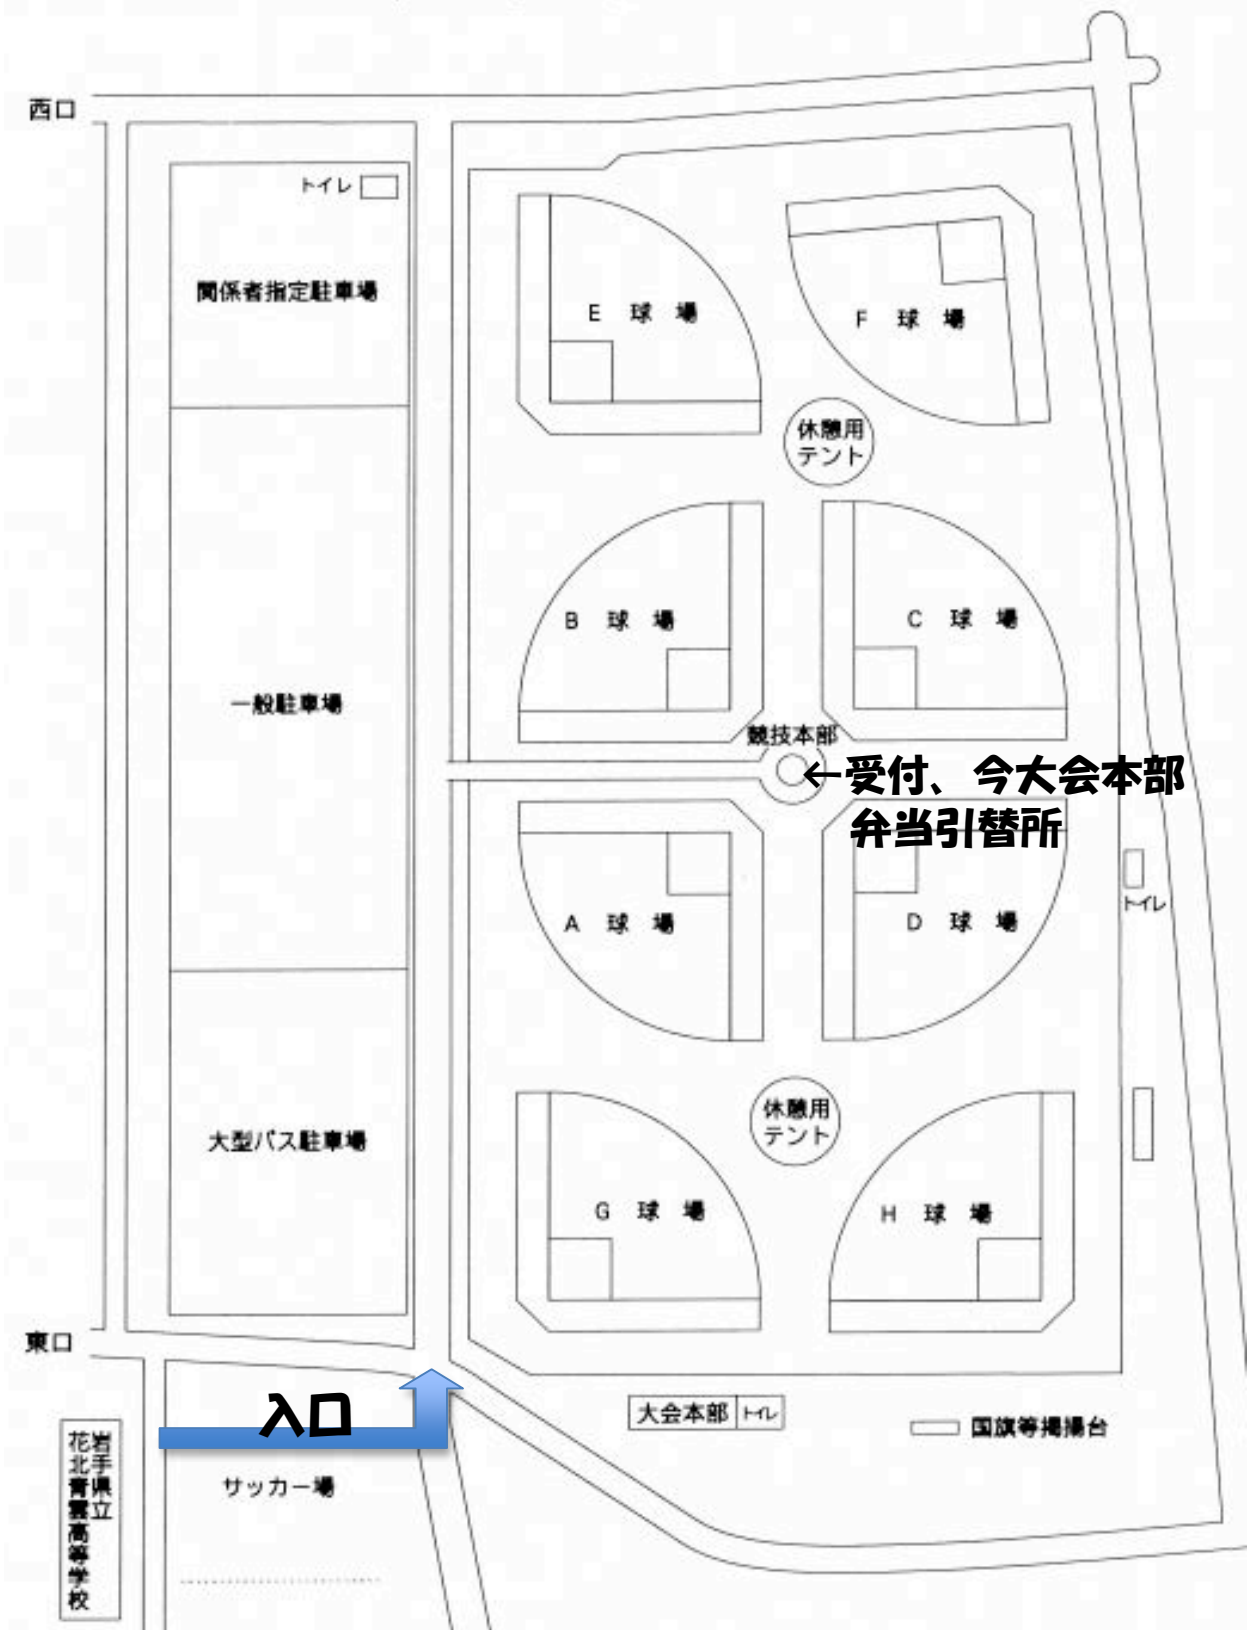 西口
トイレ
関係者指定駐車場
E 球 場
F 球 場
休憩用
テント
B 球 場
C 球 場
一般駐車場
競技本部
←受付、今大会本部
弁当引替所
トイレ
A 球 場
D 球 場
休憩用
テント
大型バス駐車場
G 球 場
H 球 場
東口
入口
大会本部 トイレ
国旗等掲揚台
岩手県立
花北青雲高等学校
サッカー場